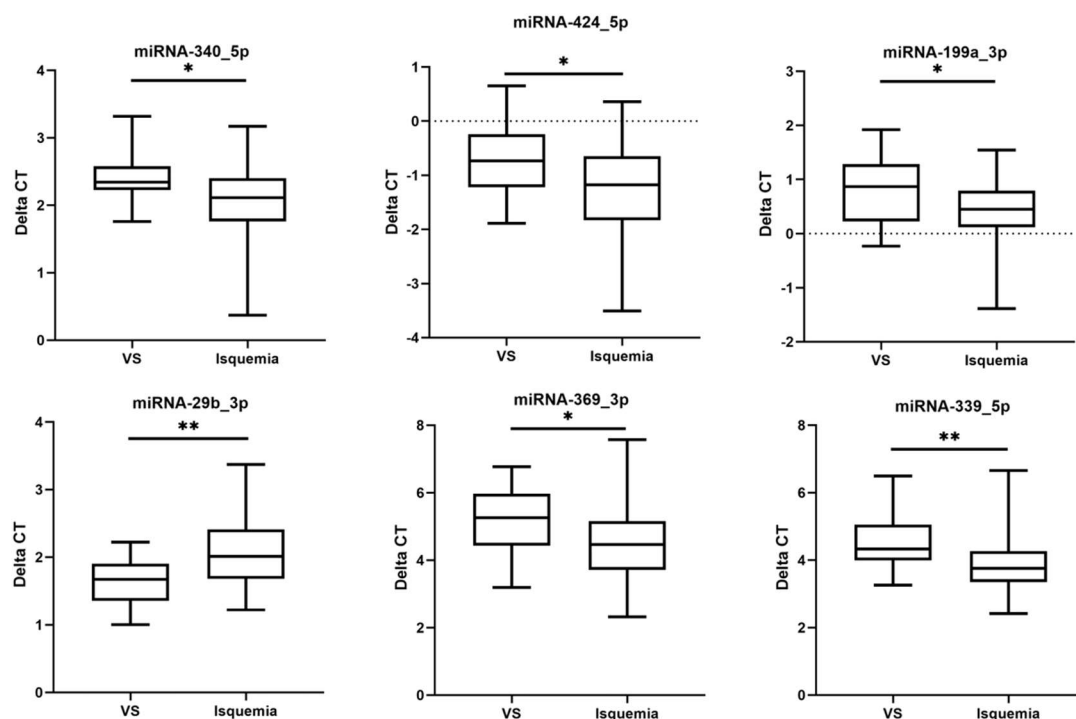 miRNA-340_5p
*
Delta CT
4
3
2
1
0
VS Isquemia
miRNA-424_5p
*
Delta CT
1
0
-1
-2
-3
-4
VS Isquemia
miRNA-199a_3p
*
Delta CT
3
2
1
0
-1
-2
VS Isquemia
miRNA-29b_3p
**
Delta CT
4
3
2
1
0
VS Isquemia
miRNA-369_3p
*
Delta CT
8
6
4
2
0
VS Isquemia
miRNA-339_5p
**
Delta CT
8
6
4
2
0
VS Isquemia